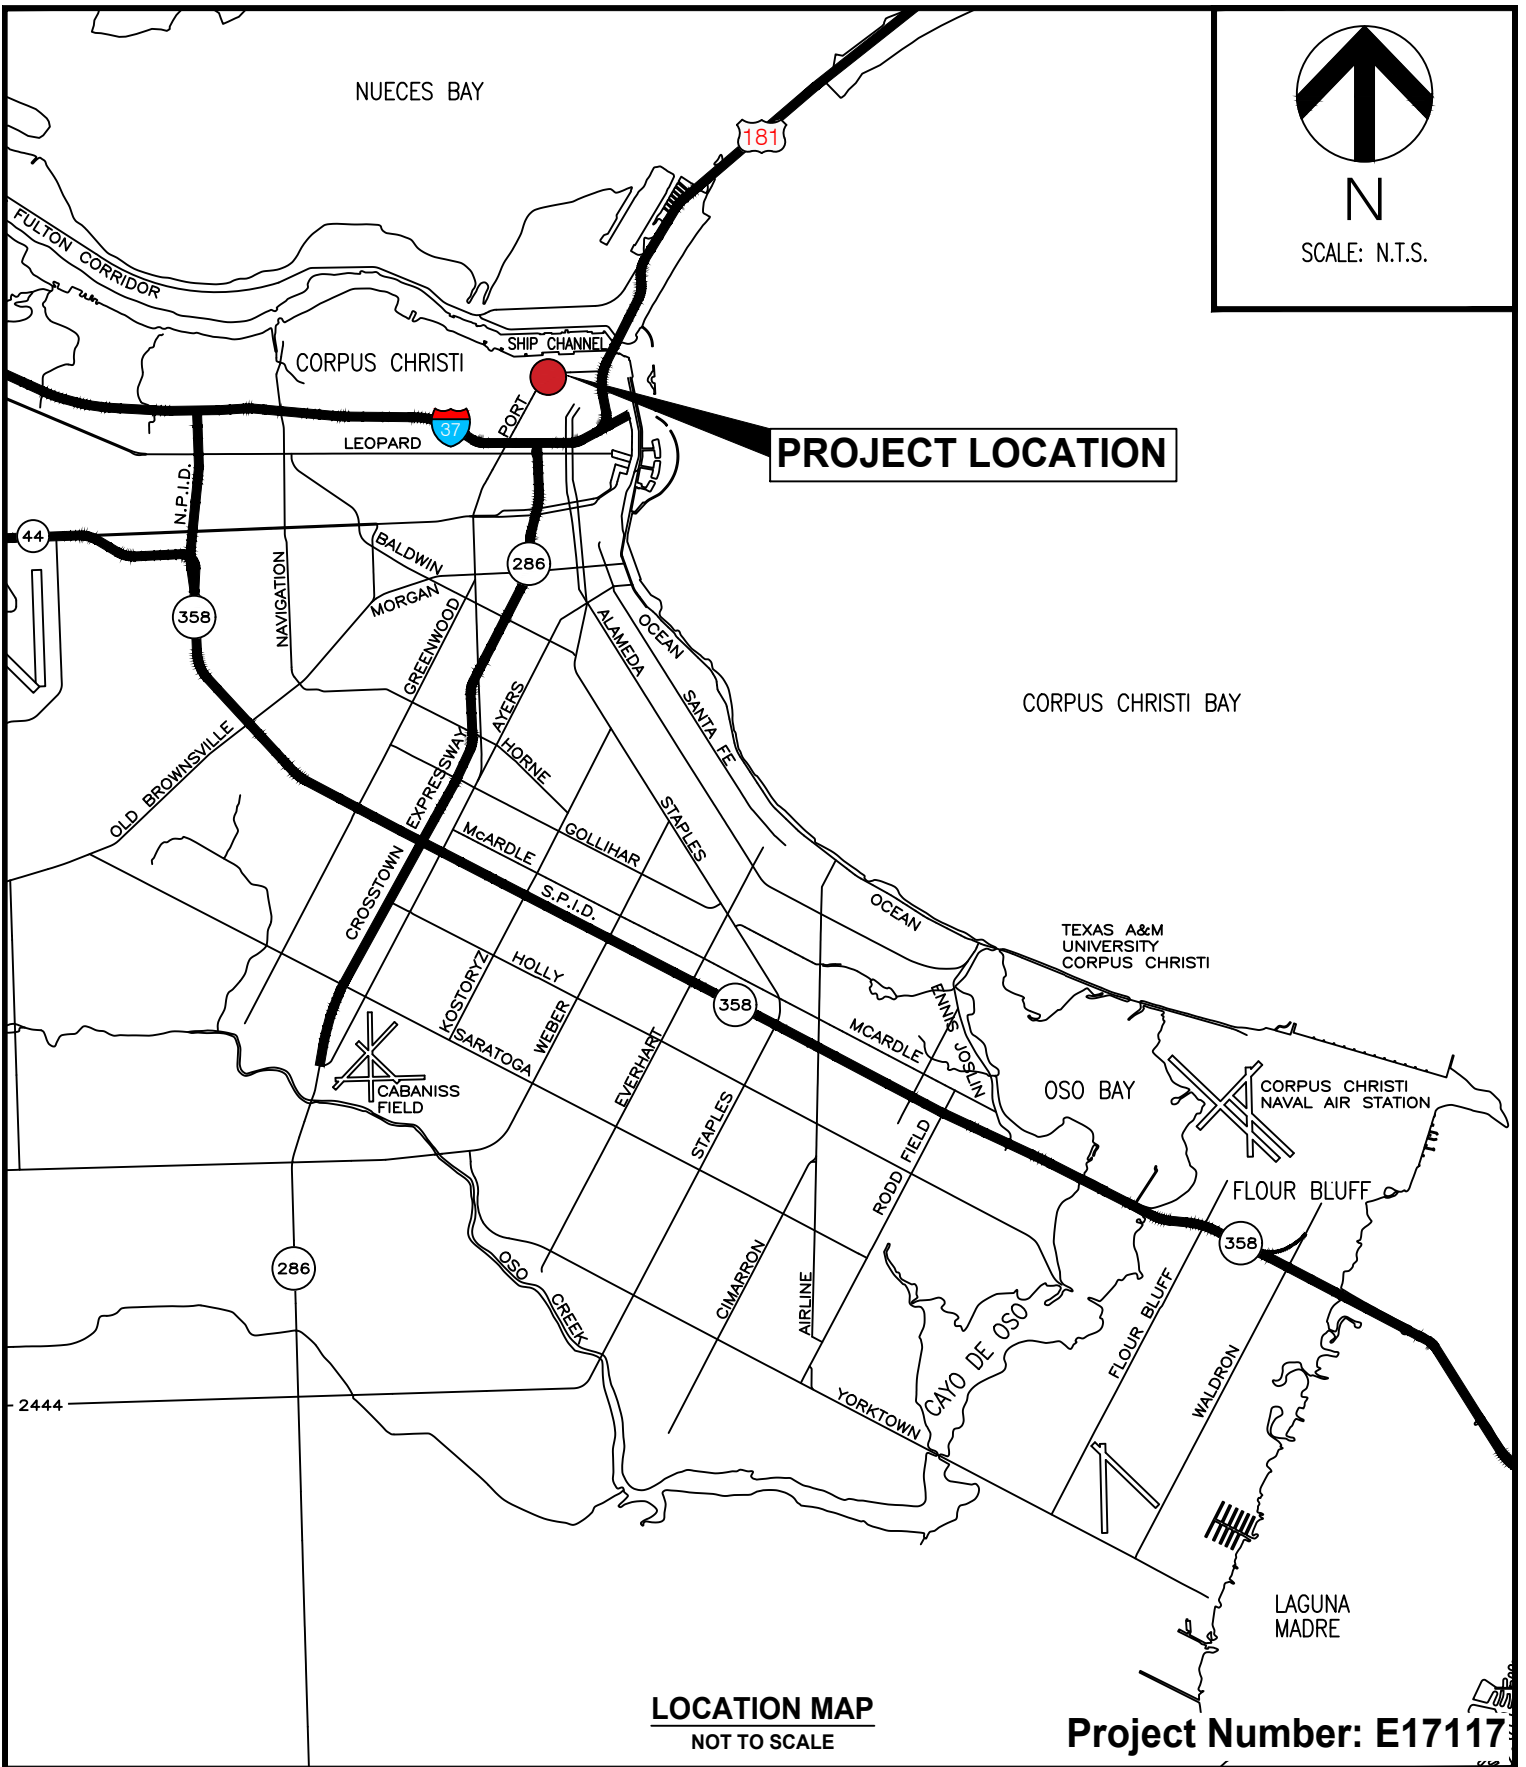 NUECES BAY
181
N
SCALE: N.T.S.
FULTON CORRIDOR
SHIP CHANNEL
CORPUS CHRISTI
PORT
37
LEOPARD
PROJECT LOCATION
N.P.I.D.
44
BALDWIN
286
NAVIGATION
MORGAN
358
GREENWOOD
ALAMEDA
OCEAN
AYERS
SANTA FE
CORPUS CHRISTI BAY
OLD BROWNSVILLE
HORNE
CROSSTOWN EXPRESSWAY
STAPLES
McARDLE
GOLLIHAR
S.P.I.D.
OCEAN
TEXAS A&M
UNIVERSITY
CORPUS CHRISTI
HOLLY
KOSTORYZ
358
WEBER
SARATOGA
ENNIS JOSLIN
MCARDLE
EVERHART
CABANISS
FIELD
OSO BAY
CORPUS CHRISTI
NAVAL AIR STATION
STAPLES
RODD FIELD
FLOUR BLUFF
358
286
OSO CREEK
CIMARRON
AIRLINE
CAYO DE OSO
FLOUR BLUFF
WALDRON
2444
YORKTOWN
LAGUNA
MADRE
LOCATION MAP
NOT TO SCALE
Project Number: E17117